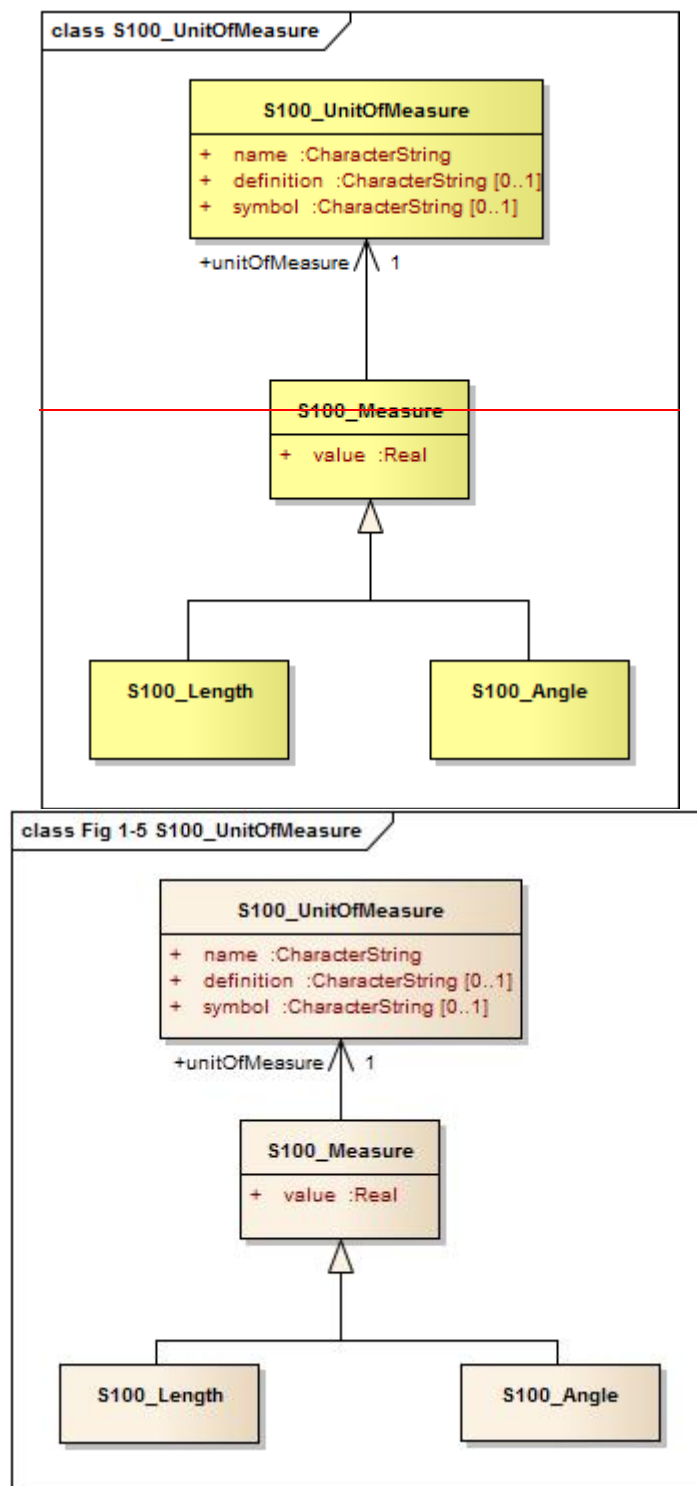 class S100_UnitOfMeasure
S100_UnitOfMeasure
+ name :CharacterString
+ definition :CharacterString [0..1]
+ symbol :CharacterString [0..1]
+unitOfMeasure 1
S100_Measure
+ value :Real
S100_Length S100_Angle
class Fig 1-5 S100_UnitOfMeasure
S100_UnitOfMeasure
+ name :CharacterString
+ definition :CharacterString [0..1]
+ symbol :CharacterString [0..1]
+unitOfMeasure 1
S100_Measure
+ value :Real
S100_Length S100_Angle